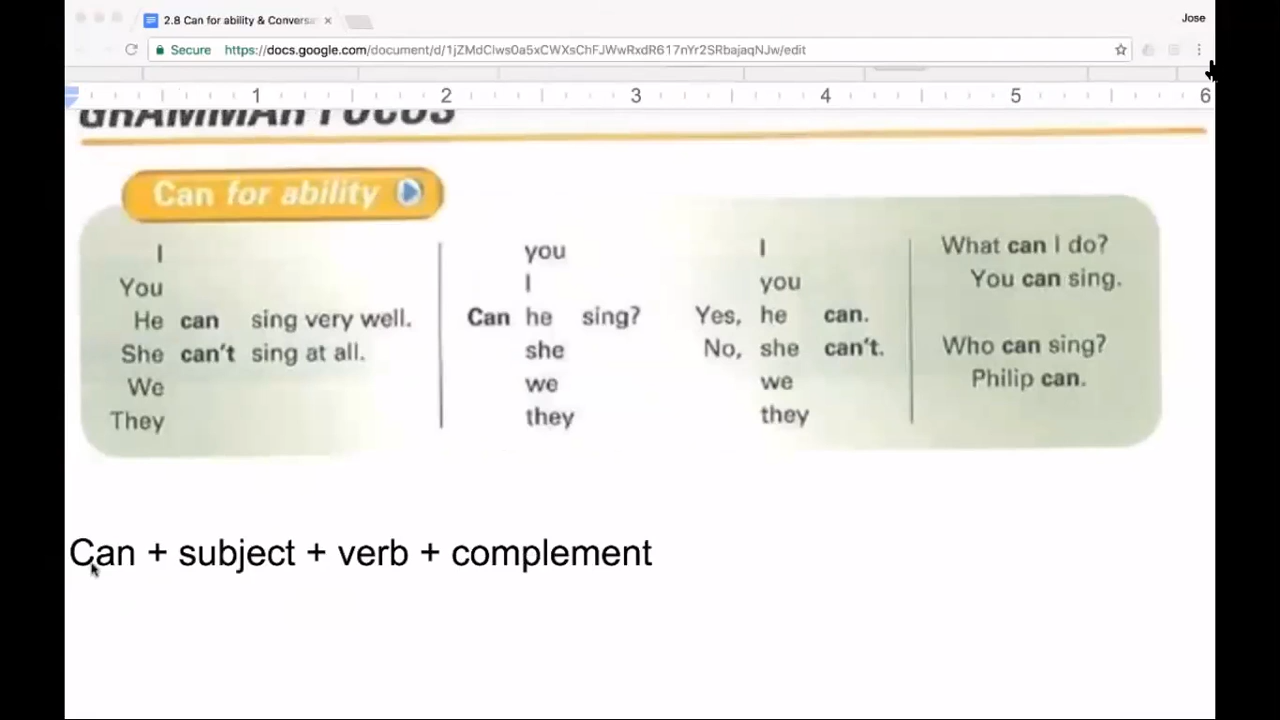 2.8 Can for ability & Conversa
Jose
Secure https://docs.google.com/document/d/1jZMdCIws0a5xCWXsChFJWwRxdR617nYr2SRbajaqNJw/edit
1 2 3 4 5 6
GRAMMAR FOCUS
Can for ability
I
You
He can sing very well.
She can't sing at all.
We
They
you
I
Can he sing?
she
we
they
I
you
Yes, he can.
No, she can't.
we
they
What can I do?
You can sing.
Who can sing?
Philip can.
Can + subject + verb + complement